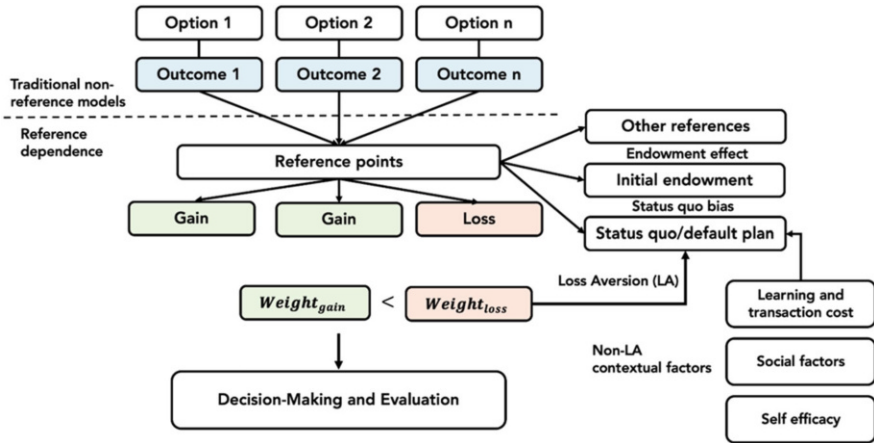 Option 1
Option 2
Option n
Outcome 1
Outcome 2
Outcome n
Traditional non-
reference models
Reference
dependence
Reference points
Other references
Endowment effect
Initial endowment
Status quo bias
Status quo/default plan
Gain
Gain
Loss
Loss Aversion (LA)
Weight_gain < Weight_loss
Learning and
transaction cost
Non-LA
contextual factors
Social factors
Self efficacy
Decision-Making and Evaluation